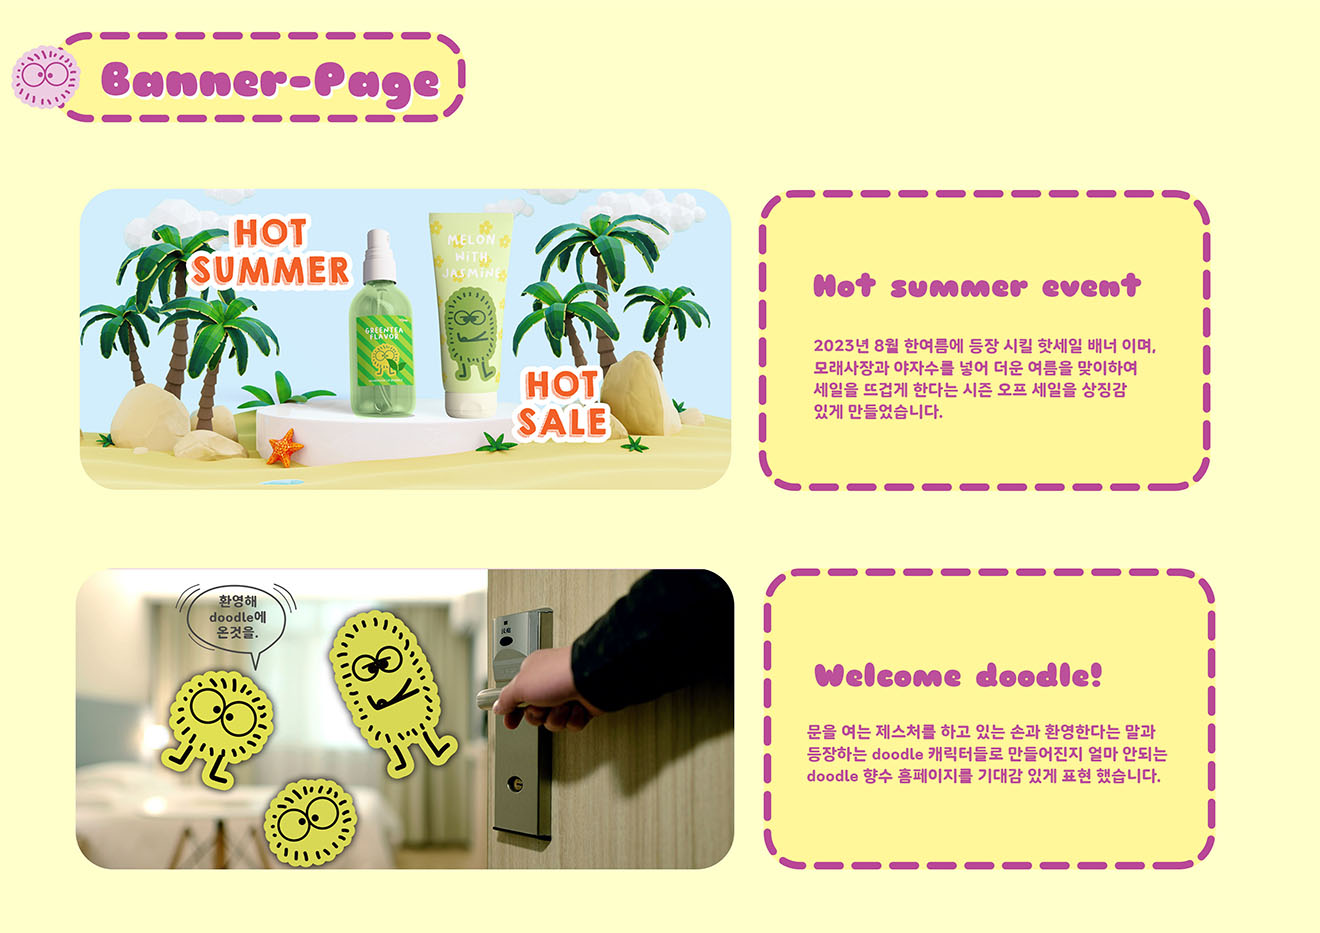 Banner-Page
HOT
SUMMER
MELON
WiTH
JASMiNE
GREENTEA
FLAVOR
HOT
SALE
Hot summer event
2023년 8월 한여름에 등장 시킬 핫세일 배너 이며,
모래사장과 야자수를 넣어 더운 여름을 맞이하여
세일을 뜨겁게 한다는 시즌 오프 세일을 상징감
있게 만들었습니다.
환영해
doodle에
온것을.
Welcome doodle!
문을 여는 제스처를 하고 있는 손과 환영한다는 말과
등장하는 doodle 캐릭터들로 만들어진지 얼마 안되는
doodle 향수 홈페이지를 기대감 있게 표현 했습니다.